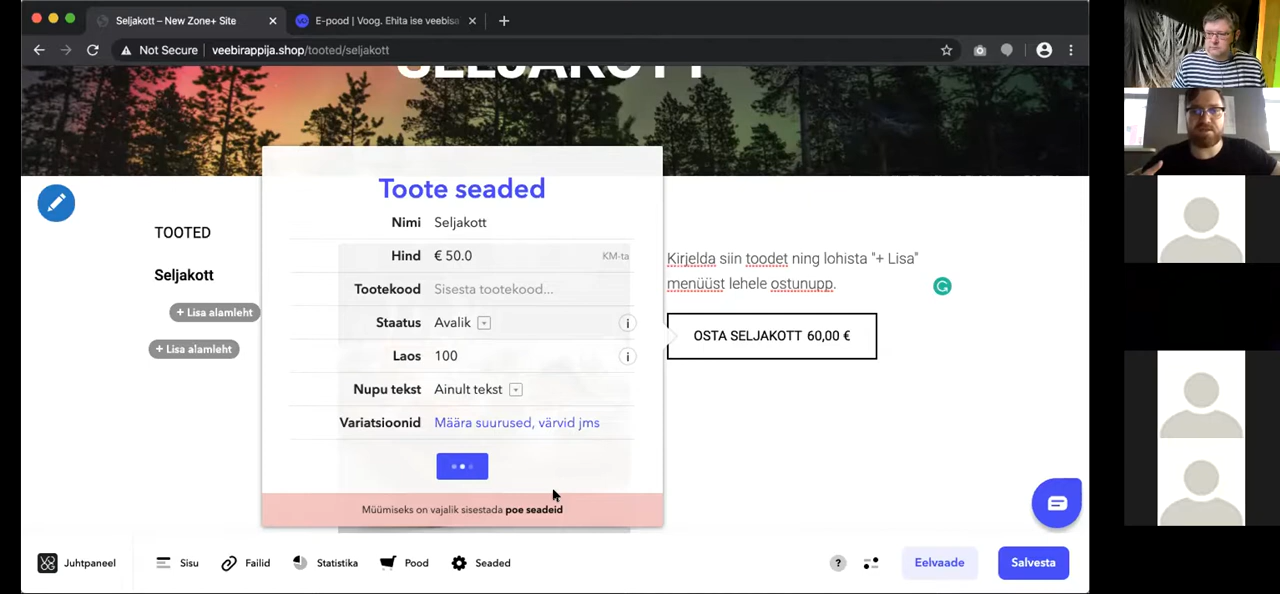 Seljakott – New Zone+ Site
E-pood | Voog. Ehita ise veebisa
Not Secure
veebirappija.shop/tooted/seljakott
SELJAKOTT
TOOTED
Seljakott
+ Lisa alamleht
+ Lisa alamleht
Toote seaded
Nimi Seljakott
Hind € 50.0 KM-ta
Tootekood Sisesta tootekood...
Staatus Avalik
Laos 100
Nupu tekst Ainult tekst
Variatsioonid Määra suurused, värvid jms
Müümiseks on vajalik sisestada poe seadeid
Kirjelda siin toodet ning lohista "+ Lisa"
menüüst lehele ostunupp.
OSTA SELJAKOTT 60,00 €
Juhtpaneel
Sisu
Failid
Statistika
Pood
Seaded
?
Eelvaade
Salvesta